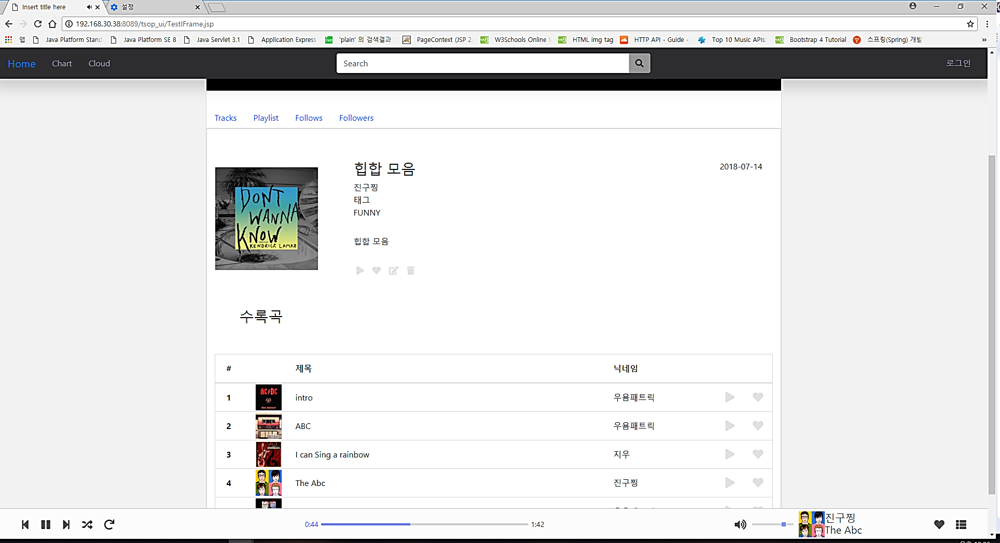 Insert title here
설정
192.168.30.38:8089/tsop_ui/TestIFrame.jsp
앱 Java Platform Stand Java Platform SE 8 Java Servlet 3.1 Application Express 'plain' 의 검색결과 : PageContext (JSP 2. W3Schools Online HTML img tag HTTP API - Guide - Top 10 Music APIs: Bootstrap 4 Tutorial 스프링(Spring) 개발 »
Home Chart Cloud Search 로그인
Tracks Playlist Follows Followers
힙합 모음 2018-07-14
진구찡
태그
FUNNY
힙합 모음
DONT
WANNA
KNOW
KENDRICK LAMAR
수록곡
# 제목 닉네임
AC/DC
1 intro 우욤패트릭
2 ABC 우욤패트릭
3 I can Sing a rainbow 지우
4 The Abc 진구찡
0:44 1:42
진구찡
The Abc